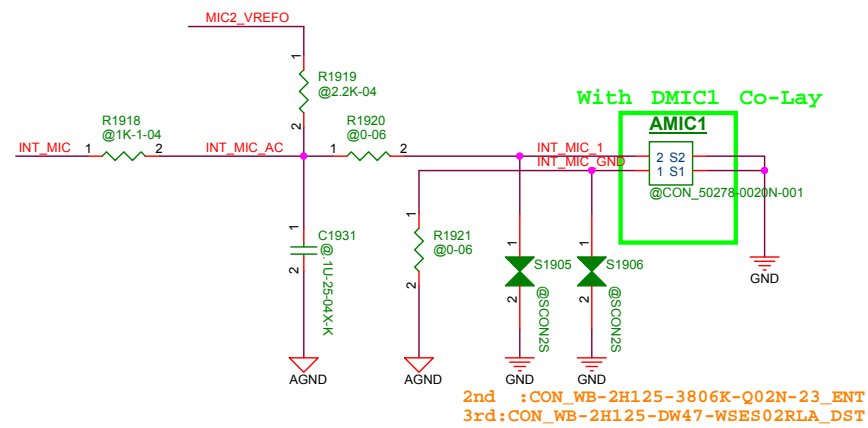 MIC2_VREFO
1
R1919
@2.2K-04
2
With DMIC1 Co-Lay
AMIC1
R1918
@1K-1-04
R1920
@0-06
INT_MIC
1
2
INT_MIC_AC
1
2
INT_MIC_1
2 S2
INT_MIC_GND
1 S1
@CON_50278-0020N-001
1
C1931
@.1U-25-04X-K
2
1
R1921
@0-06
2
1
S1905
@SCON2S
2
1
S1906
@SCON2S
2
GND
AGND
AGND
GND
GND
2nd :CON_WB-2H125-3806K-Q02N-23_ENT
3rd:CON_WB-2H125-DW47-WSES02RLA_DST